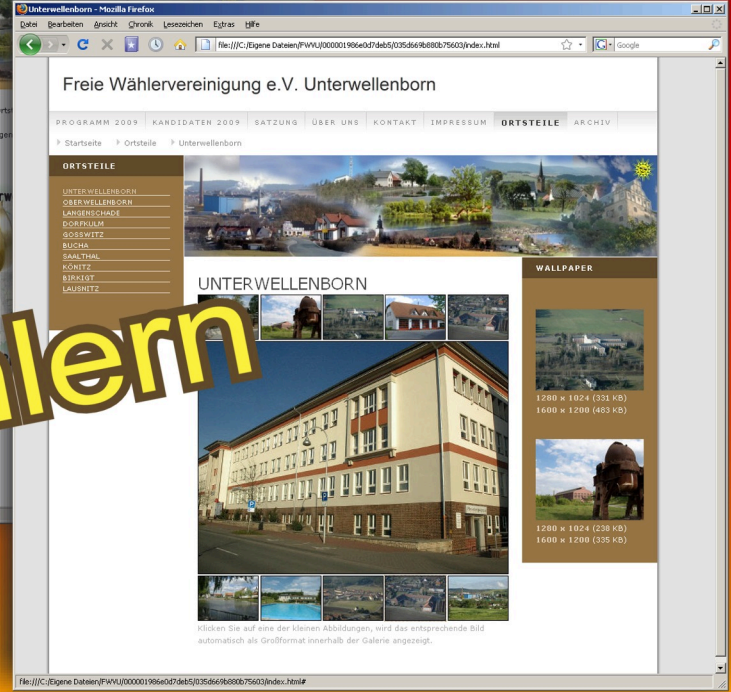 Unterwellenborn - Mozilla Firefox
Datei Bearbeiten Ansicht Chronik Lesezeichen Extras Hilfe
file:///C:/Eigene Dateien/FWVU/000001986e0d7deb5/035d669b880b75603/index.html
Google
Freie Wählervereinigung e.V. Unterwellenborn
PROGRAMM 2009 KANDIDATEN 2009 SATZUNG ÜBER UNS KONTAKT IMPRESSUM ORTSTEILE ARCHIV
Startseite Ortsteile Unterwellenborn
ORTSTEILE
UNTERWELLENBORN
OBERWELLENBORN
LANGENSCHADE
DORFKULM
GOSSWITZ
BUCHA
SAALTHAL
KÖNITZ
BIRKIGT
LAUSNITZ
UNTERWELLENBORN
WALLPAPER
1280 x 1024 (331 KB)
1600 x 1200 (483 KB)
1280 x 1024 (238 KB)
1600 x 1200 (335 KB)
lern
Klicken Sie auf eine der kleinen Abbildungen, wird das entsprechende Bild
automatisch als Großformat innerhalb der Galerie angezeigt.
file:///C:/Eigene Dateien/FWVU/000001986e0d7deb5/035d669b880b75603/index.html#